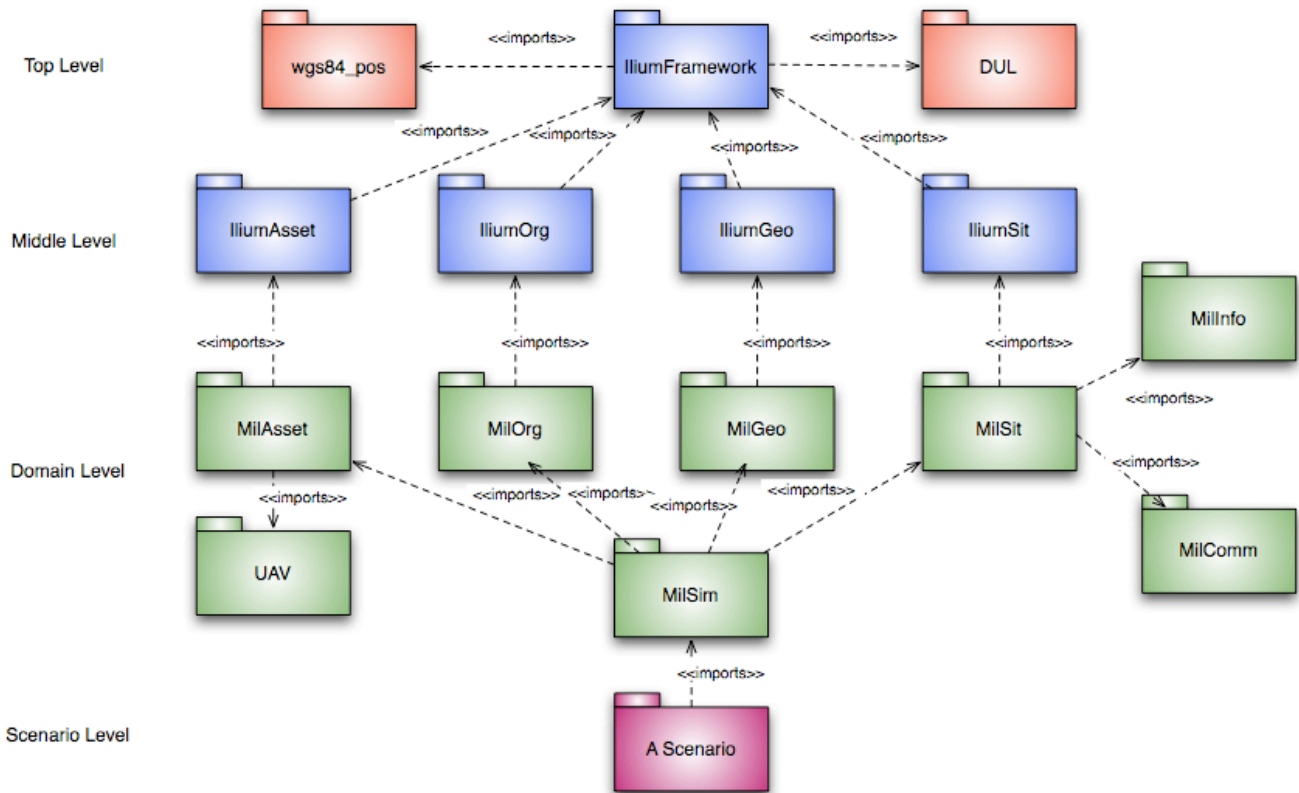 <<imports>>
<<imports>>
Top Level
wgs84_pos
IliumFramework
DUL
<<imports>>
<<imports>>
<<imports>>
<<imports>>
Middle Level
IliumAsset
IliumOrg
IliumGeo
IliumSit
MilInfo
<<imports>>
<<imports>>
<<imports>>
<<imports>>
<<imports>>
MilAsset
MilOrg
MilGeo
MilSit
Domain Level
<<imports>>
<<imports>>
<<imports>>
<<imports>>
<<imports>>
<<imports>>
UAV
MilComm
MilSim
<<imports>>
Scenario Level
A Scenario